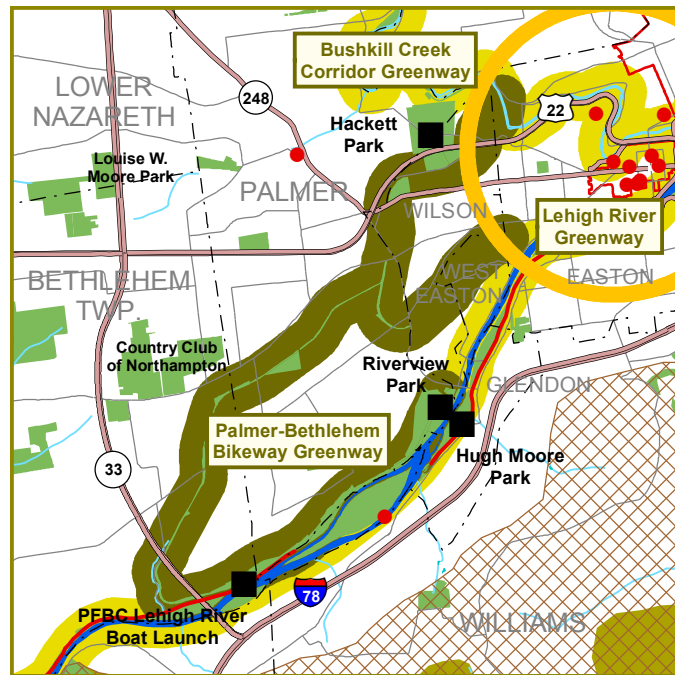 Bushkill Creek
Corridor Greenway
LOWER
NAZARETH
248
22
Hackett
Park
Louise W.
Moore Park
PALMER
WILSON
Lehigh River
Greenway
BETHLEHEM
TWP.
WEST
EASTON
EASTON
Country Club
of Northampton
Riverview
Park
GLENDON
Palmer-Bethlehem
Bikeway Greenway
Hugh Moore
Park
33
78
PFBC Lehigh River
Boat Launch
WILLIAMS